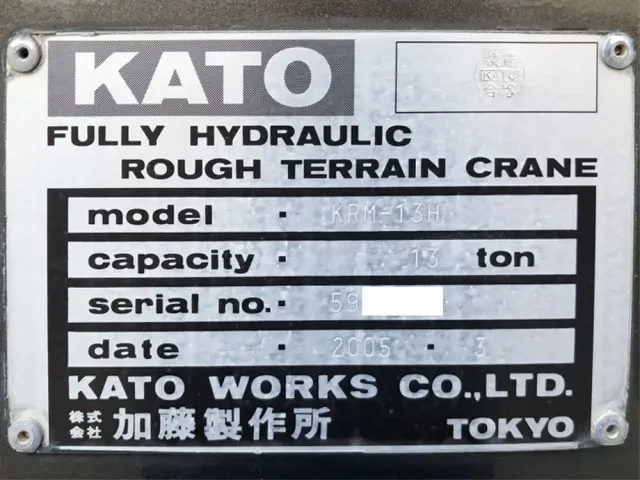 KATO
KATO
FULLY HYDRAULIC
ROUGH TERRAIN CRANE
model · KRM-13H
capacity · 13 ton
serial no. · 59
date · 2005 · 3
KATO WORKS CO.,LTD.
株式会社 加藤製作所 TOKYO